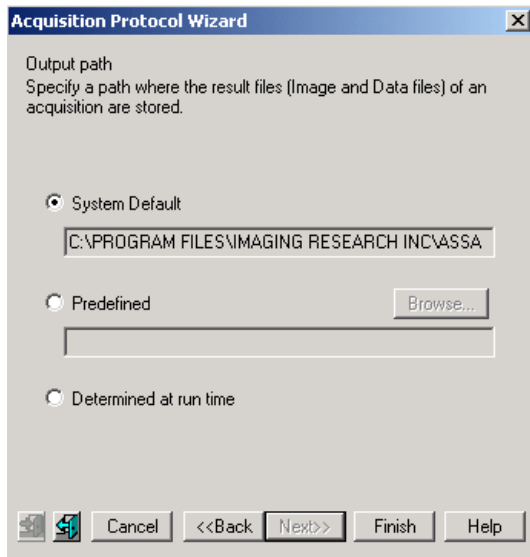 Acquisition Protocol Wizard
Output path
Specify a path where the result files (Image and Data files) of an
acquisition are stored.
System Default
C:\PROGRAM FILES\IMAGING RESEARCH INC\ASSA
Predefined
Browse...
Determined at run time
Cancel <<Back Next>> Finish Help